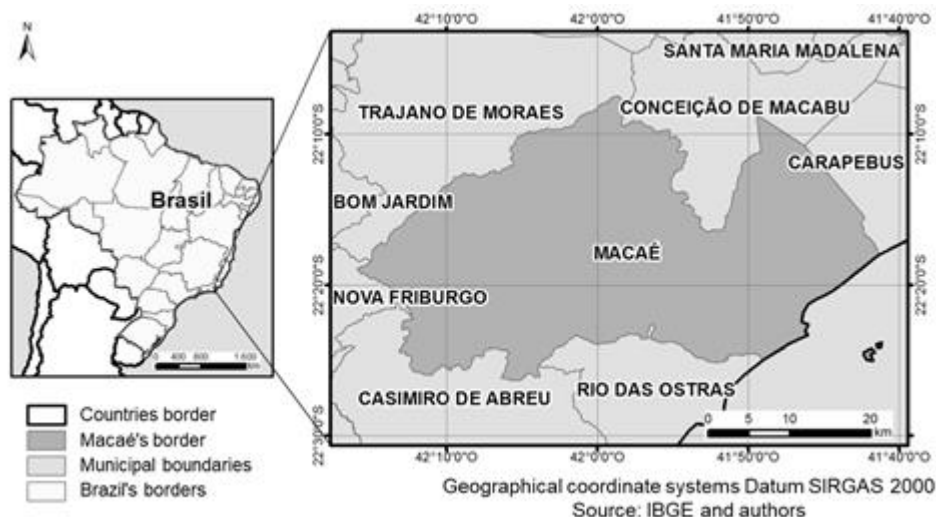 N
42°10'0"O
42°0'0"O
41°50'0"O
41°40'0"O
SANTA MARIA MADALENA
TRAJANO DE MORAES
CONCEIÇÃO DE MACABU
22°10'0"S
22°10'0"S
CARAPEBUS
Brasil
BOM JARDIM
MACAÉ
22°20'0"S
22°20'0"S
NOVA FRIBURGO
0 400 800 1 600
km
CASIMIRO DE ABREU
RIO DAS OSTRAS
0 5 10 20
km
22°30'0"S
Countries border
Macaé's border
Municipal boundaries
Brazil's borders
42°10'0"O
42°0'0"O
41°50'0"O
41°40'0"O
Geographical coordinate systems Datum SIRGAS 2000
Source: IBGE and authors